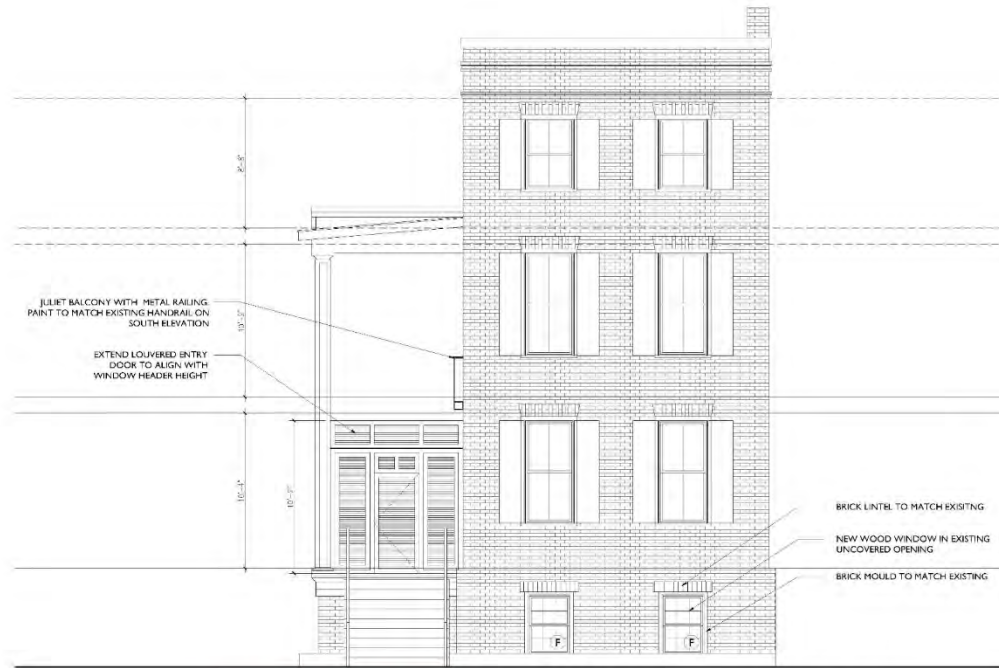 JULIET BALCONY WITH METAL RAILING.
PAINT TO MATCH EXISTING HANDRAIL ON
SOUTH ELEVATION
EXTEND LOUVERED ENTRY
DOOR TO ALIGN WITH
WINDOW HEADER HEIGHT
BRICK LINTEL TO MATCH EXISITNG
NEW WOOD WINDOW IN EXISTING
UNCOVERED OPENING
BRICK MOULD TO MATCH EXISTING
F
F